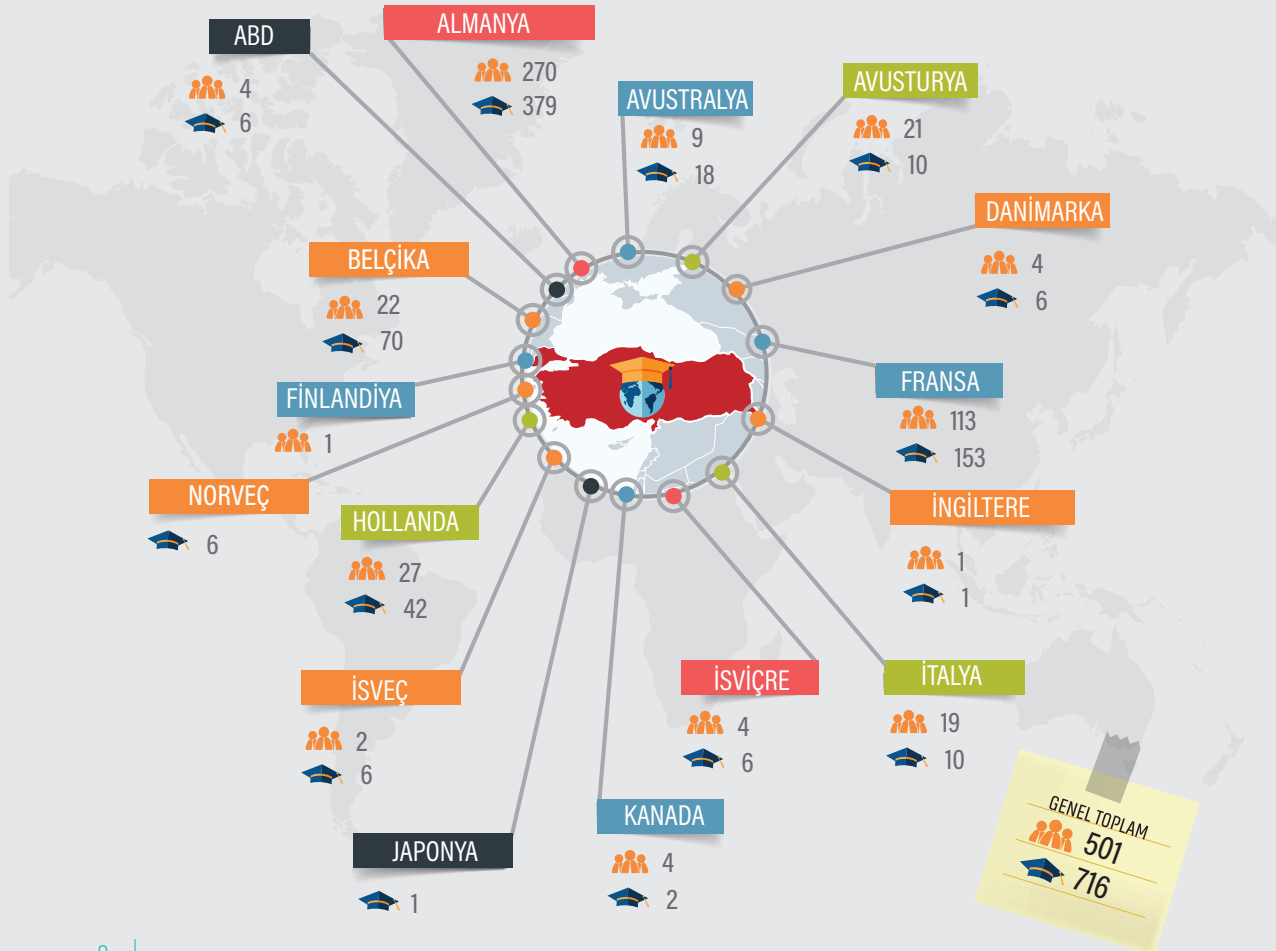 ABD
4
6
ALMANYA
270
379
AVUSTRALYA
9
18
AVUSTURYA
21
10
DANİMARKA
4
6
BELÇİKA
22
70
FİNLANDİYA
1
FRANSA
113
153
NORVEÇ
6
HOLLANDA
27
42
İNGİLTERE
1
1
İSVEÇ
2
6
İSVİÇRE
4
6
İTALYA
19
10
JAPONYA
1
KANADA
4
2
GENEL TOPLAM
501
716